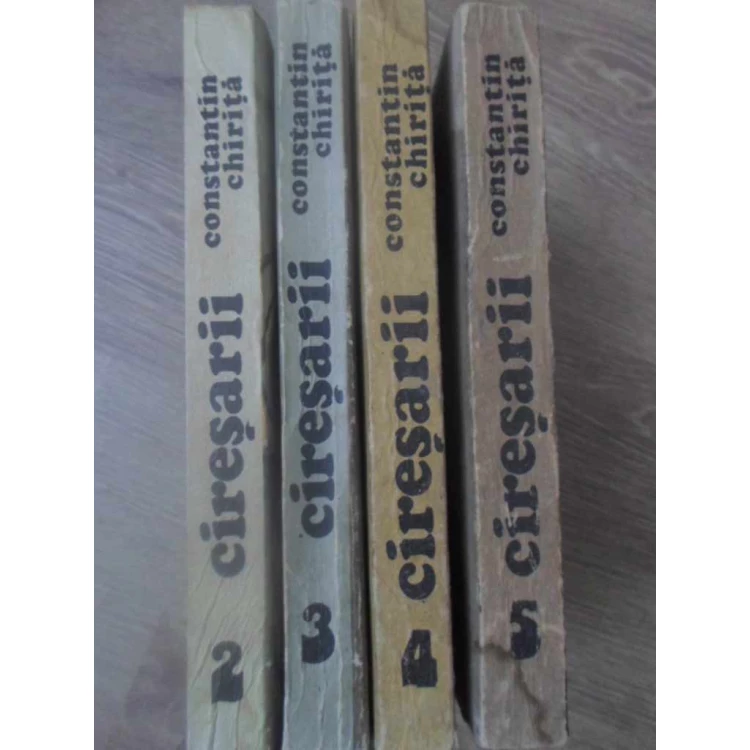 2 cireșarii constantin
chiriță
3 cireșarii constantin
chiriță
4 cireșarii constantin
chiriță
5 cireșarii constantin
chiriță